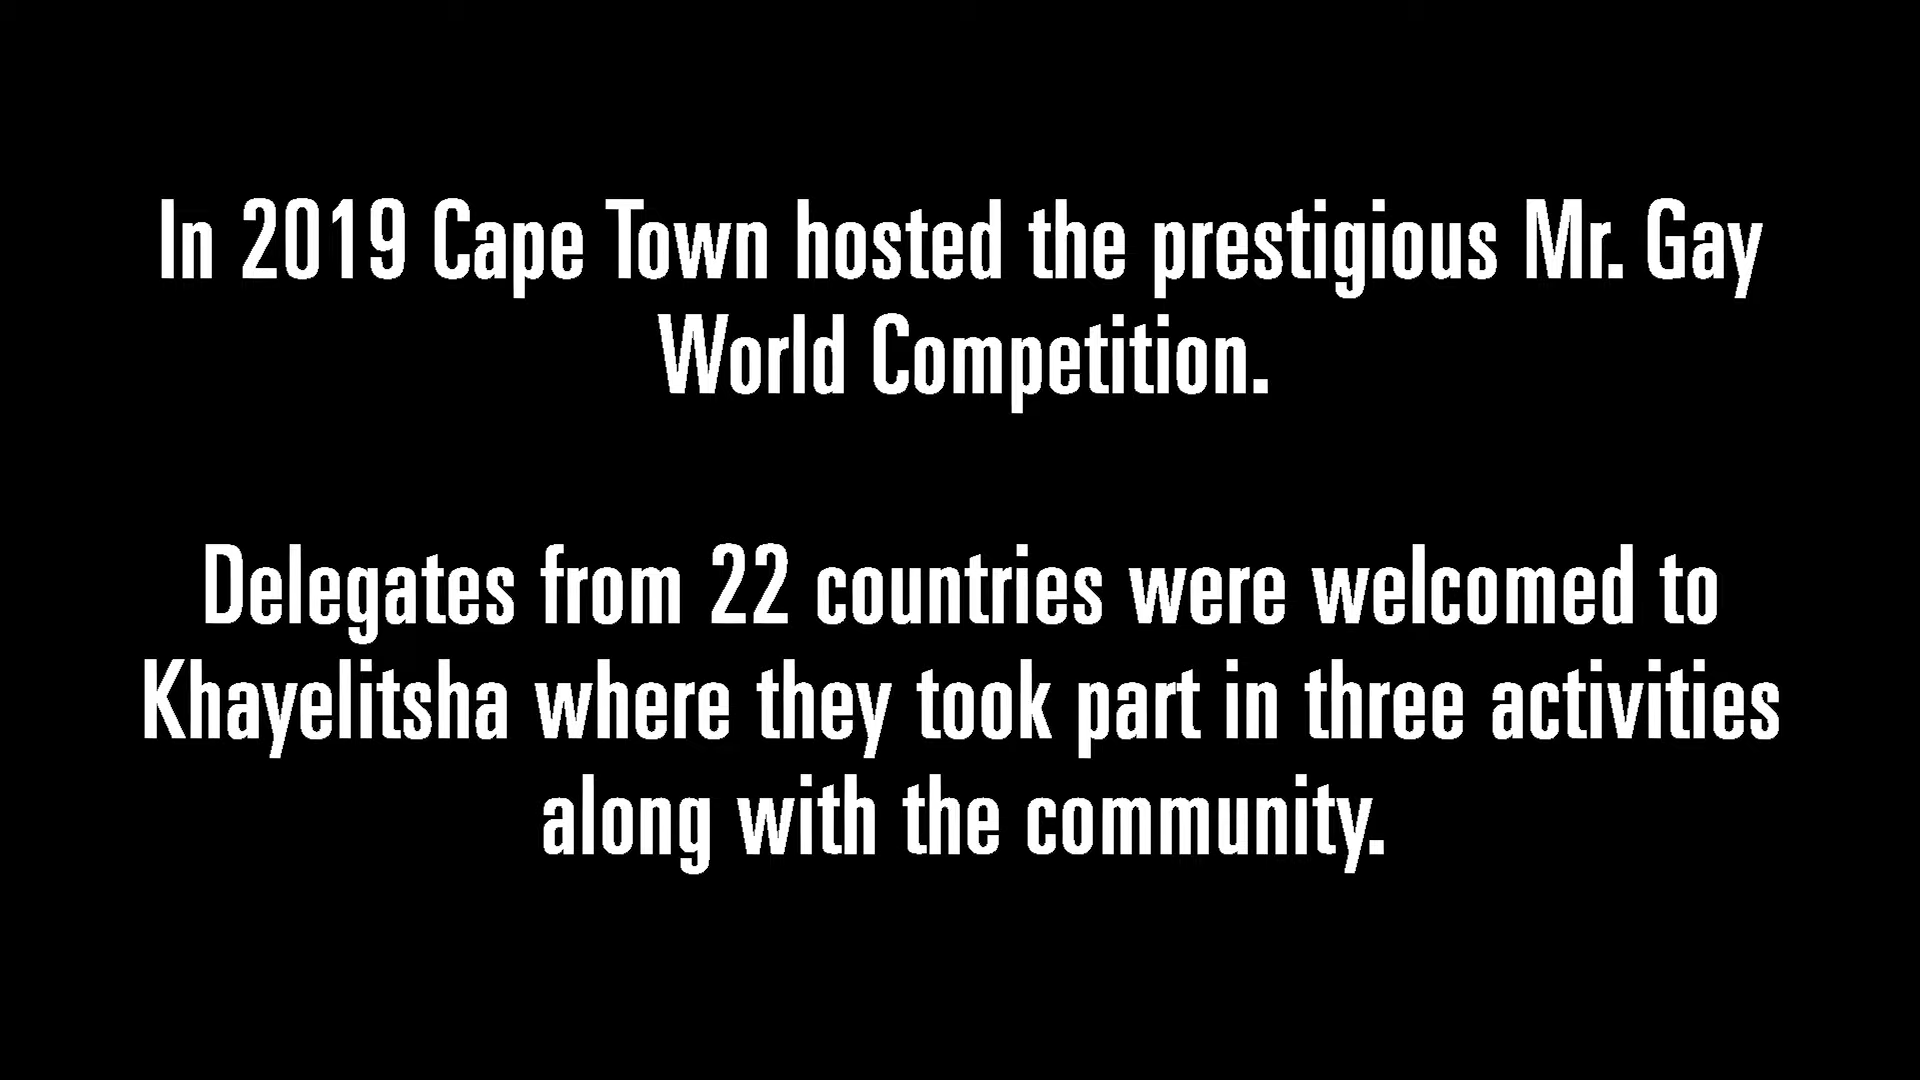 In 2019 Cape Town hosted the prestigious Mr. Gay
World Competition.
Delegates from 22 countries were welcomed to
Khayelitsha where they took part in three activities
along with the community.